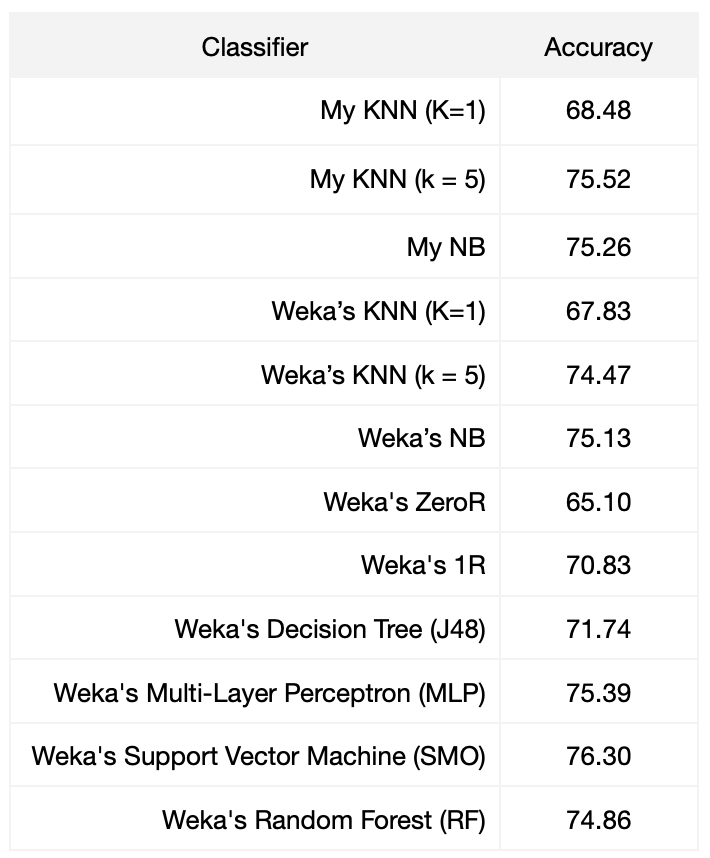 Classifier Accuracy
My KNN (K=1) 68.48
My KNN (k = 5) 75.52
My NB 75.26
Weka’s KNN (K=1) 67.83
Weka’s KNN (k = 5) 74.47
Weka’s NB 75.13
Weka's ZeroR 65.10
Weka's 1R 70.83
Weka's Decision Tree (J48) 71.74
Weka's Multi-Layer Perceptron (MLP) 75.39
Weka's Support Vector Machine (SMO) 76.30
Weka's Random Forest (RF) 74.86